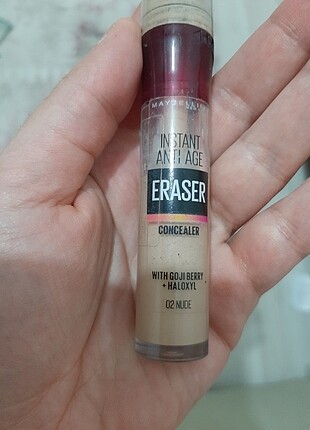 MAYBELLINE
INSTANT
ANTI AGE
ERASER
CONCEALER
WITH GOJI BERRY
+ HALOXYL
02 NUDE